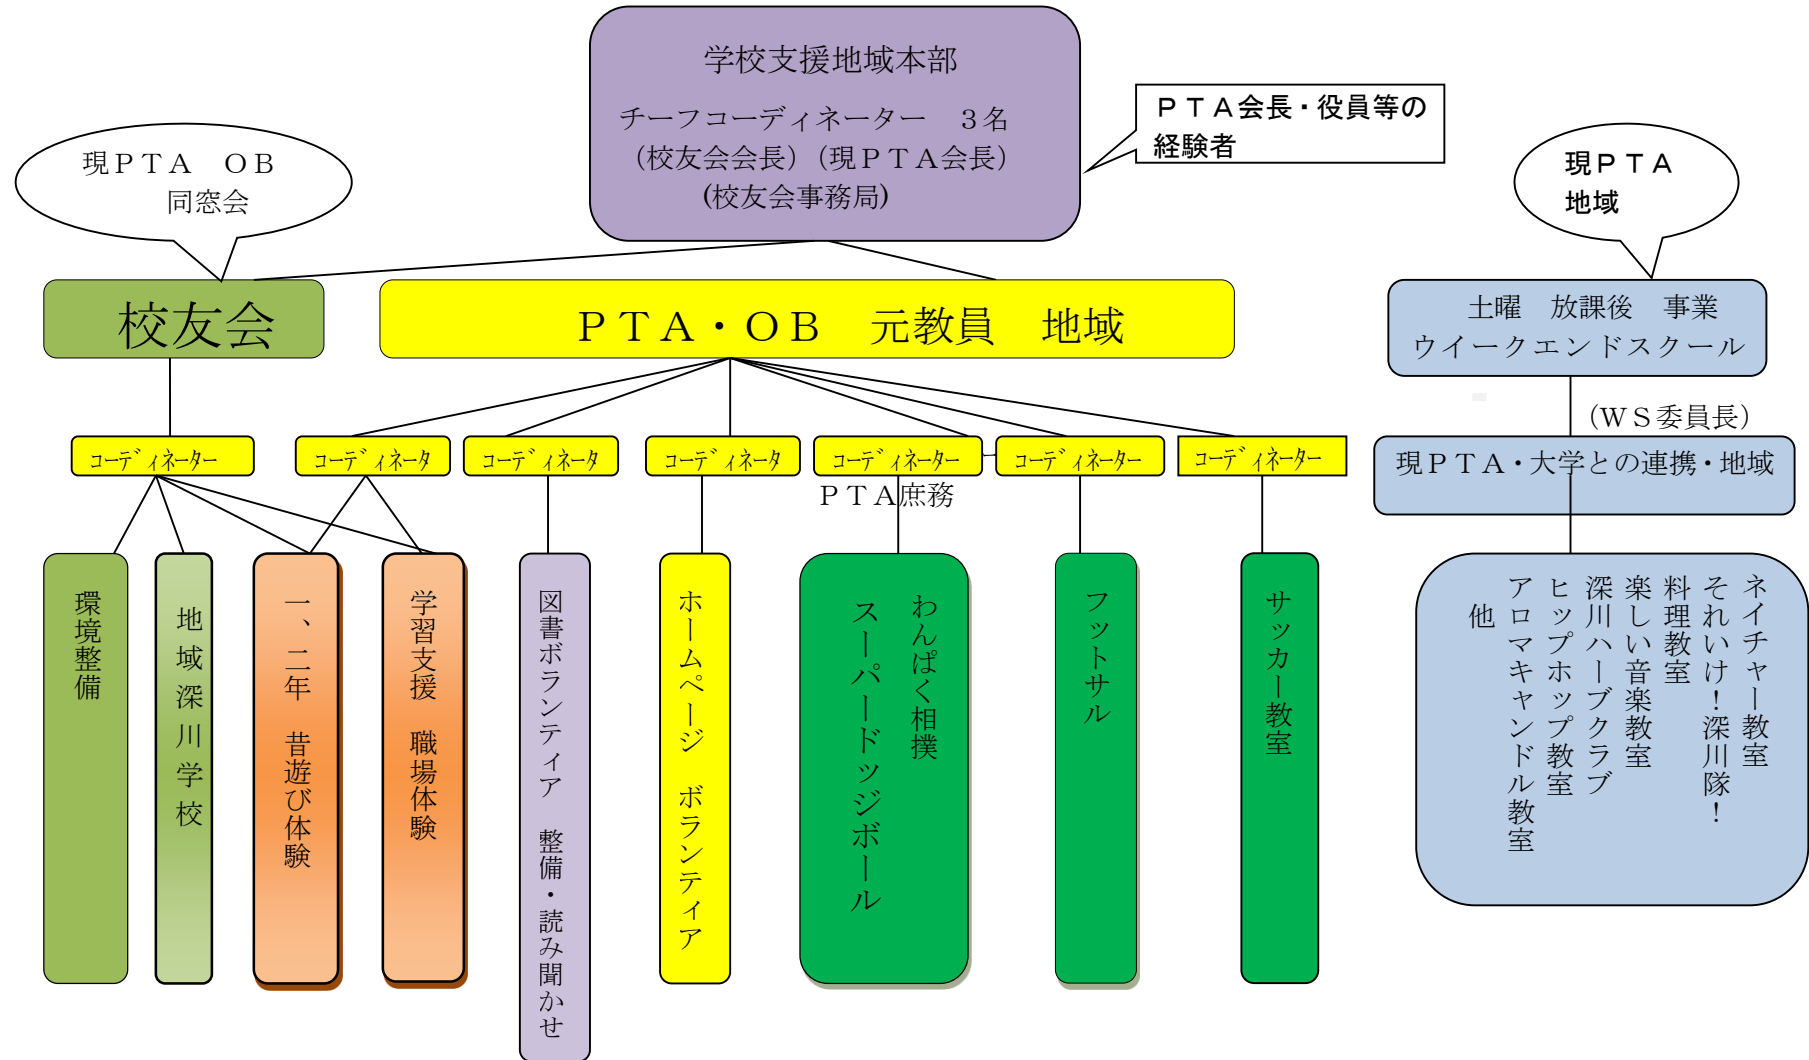 学校支援地域本部
チーフコーディネーター　３名
（校友会会長）（現ＰＴＡ会長）
(校友会事務局)
ＰＴＡ会長・役員等の
経験者
現ＰＴＡ　ＯＢ
同窓会
現ＰＴＡ
地域
校友会
ＰＴＡ・ＯＢ　元教員　地域
土曜　放課後　事業
ウイークエンドスクール
（ＷＳ委員長）
現ＰＴＡ・大学との連携・地域
コーディネーター
コーディネータ
コーディネータ
コーディネータ
コーディネーター
コーディネーター
コーディネーター
ＰＴＡ庶務
環境整備
地域深川学校
一、二年　昔遊び体験
学習支援　職場体験
図書ボランティア　整備・読み聞かせ
ホームページ　ボランティア
わんぱく相撲
スーパードッジボール
フットサル
サッカー教室
ネイチャー教室
それいけ！深川隊！
料理教室
楽しい音楽教室
深川ハーブクラブ
ヒップホップ教室
アロマキャンドル教室
他